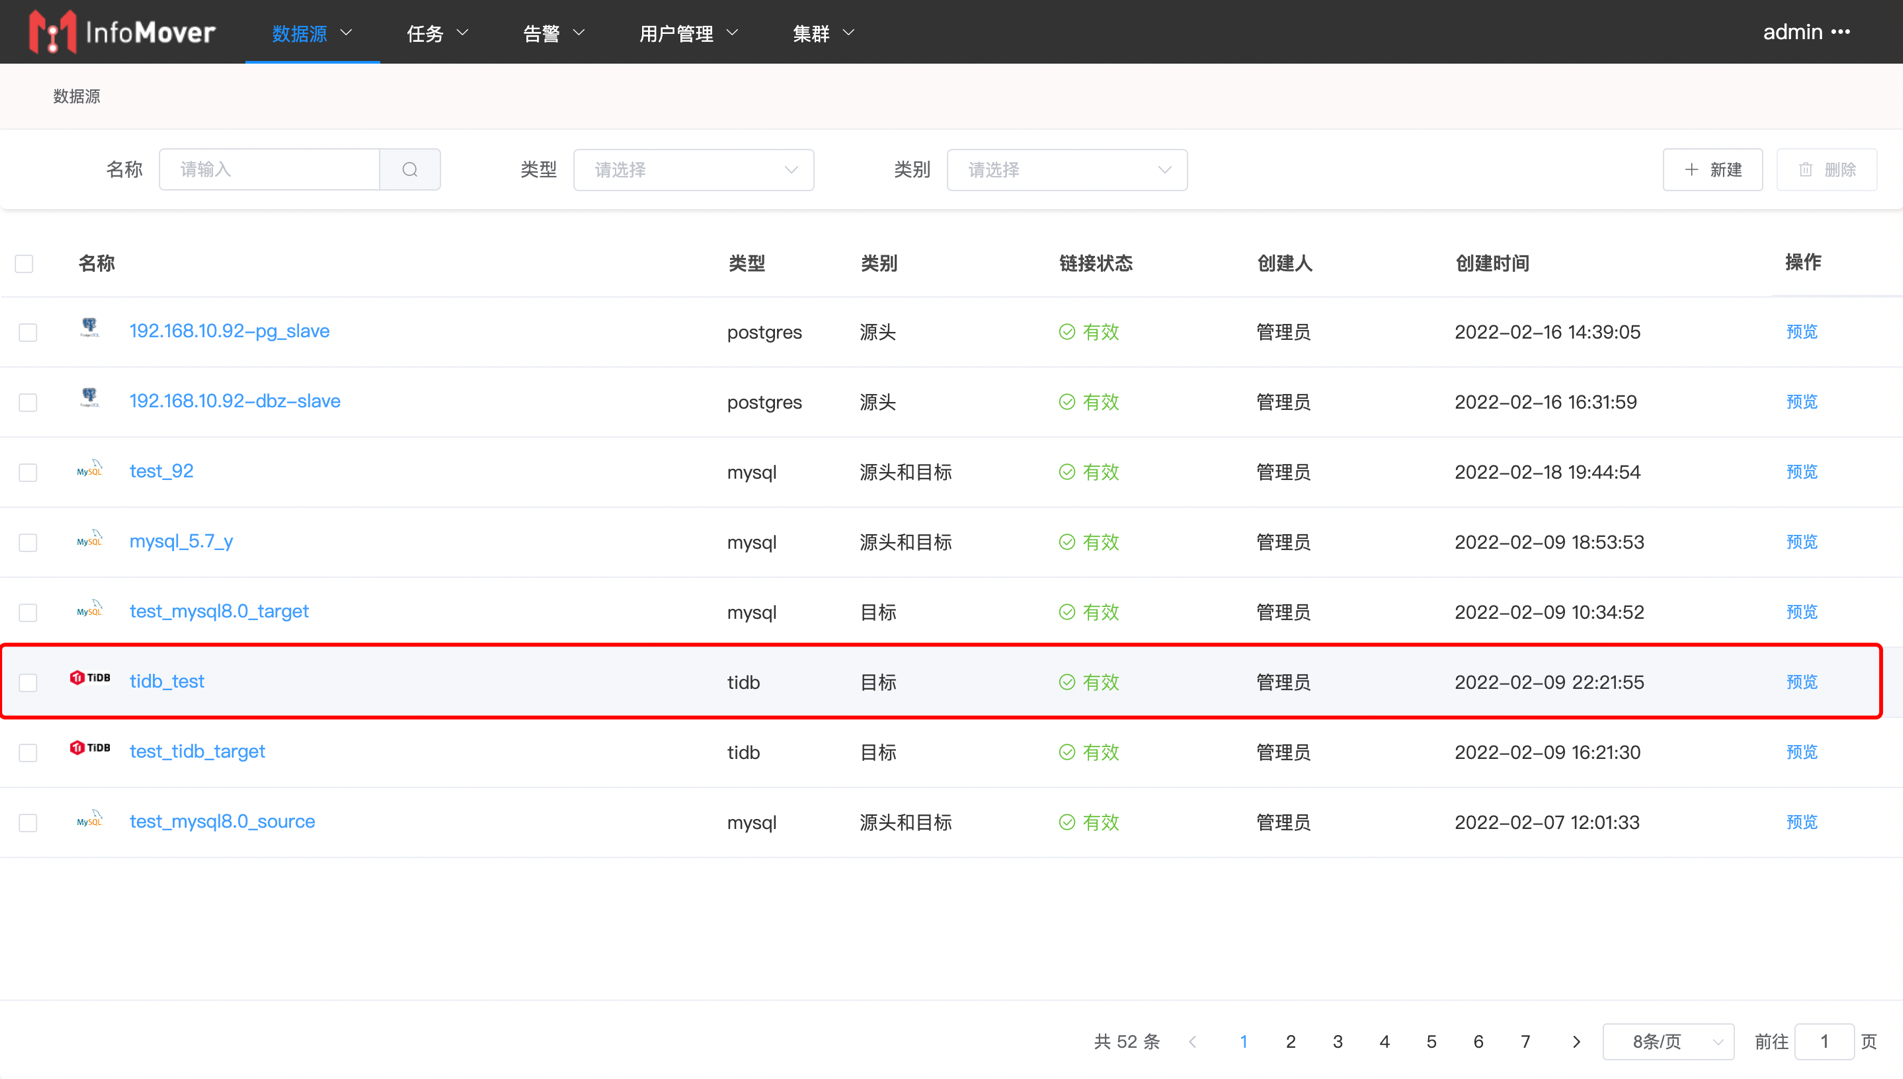 InfoMover 数据源 任务 告警 用户管理 集群 admin •••
数据源
名称 请输入 类型 请选择 类别 请选择 + 新建 删除
名称 类型 类别 链接状态 创建人 创建时间 操作
192.168.10.92-pg_slave postgres 源头 有效 管理员 2022-02-16 14:39:05 预览
192.168.10.92-dbz-slave postgres 源头 有效 管理员 2022-02-16 16:31:59 预览
MySQL test_92 mysql 源头和目标 有效 管理员 2022-02-18 19:44:54 预览
MySQL mysql_5.7_y mysql 源头和目标 有效 管理员 2022-02-09 18:53:53 预览
MySQL test_mysql8.0_target mysql 目标 有效 管理员 2022-02-09 10:34:52 预览
TiDB tidb_test tidb 目标 有效 管理员 2022-02-09 22:21:55 预览
TiDB test_tidb_target tidb 目标 有效 管理员 2022-02-09 16:21:30 预览
MySQL test_mysql8.0_source mysql 源头和目标 有效 管理员 2022-02-07 12:01:33 预览
共 52 条 < 1 2 3 4 5 6 7 > 8条/页 前往 1 页